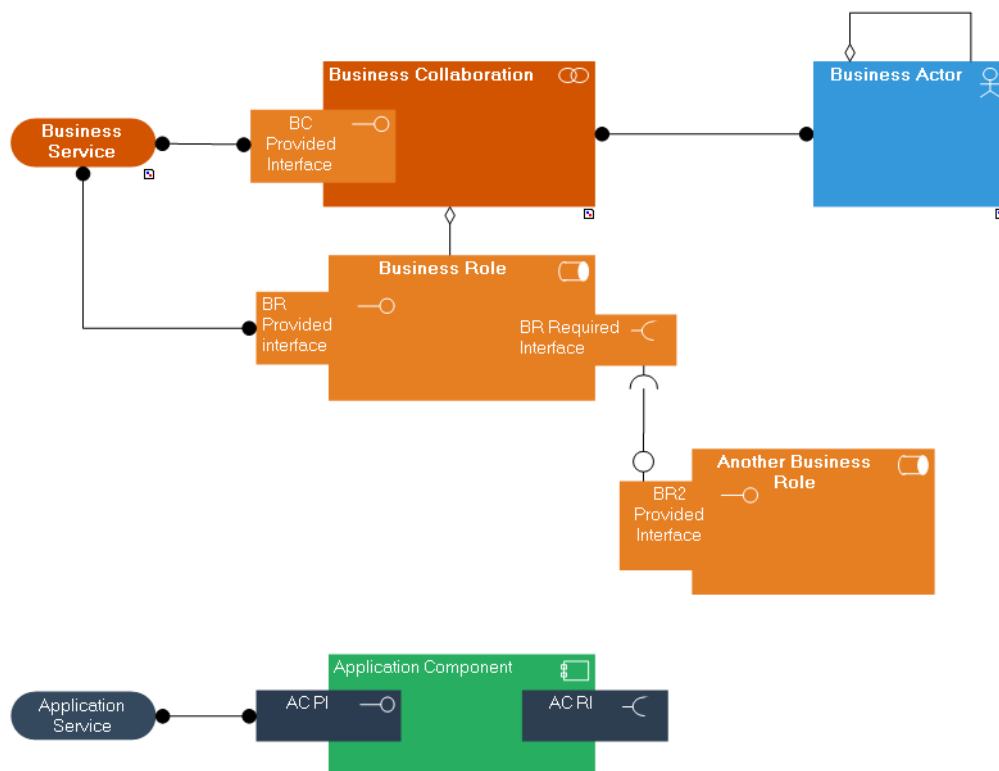 Business Collaboration
Business Actor
BC
Provided
Interface
Business
Service
Business Role
BR
Provided
interface
BR Required
Interface
Another Business
Role
BR2
Provided
Interface
Application Component
AC PI
AC RI
Application
Service